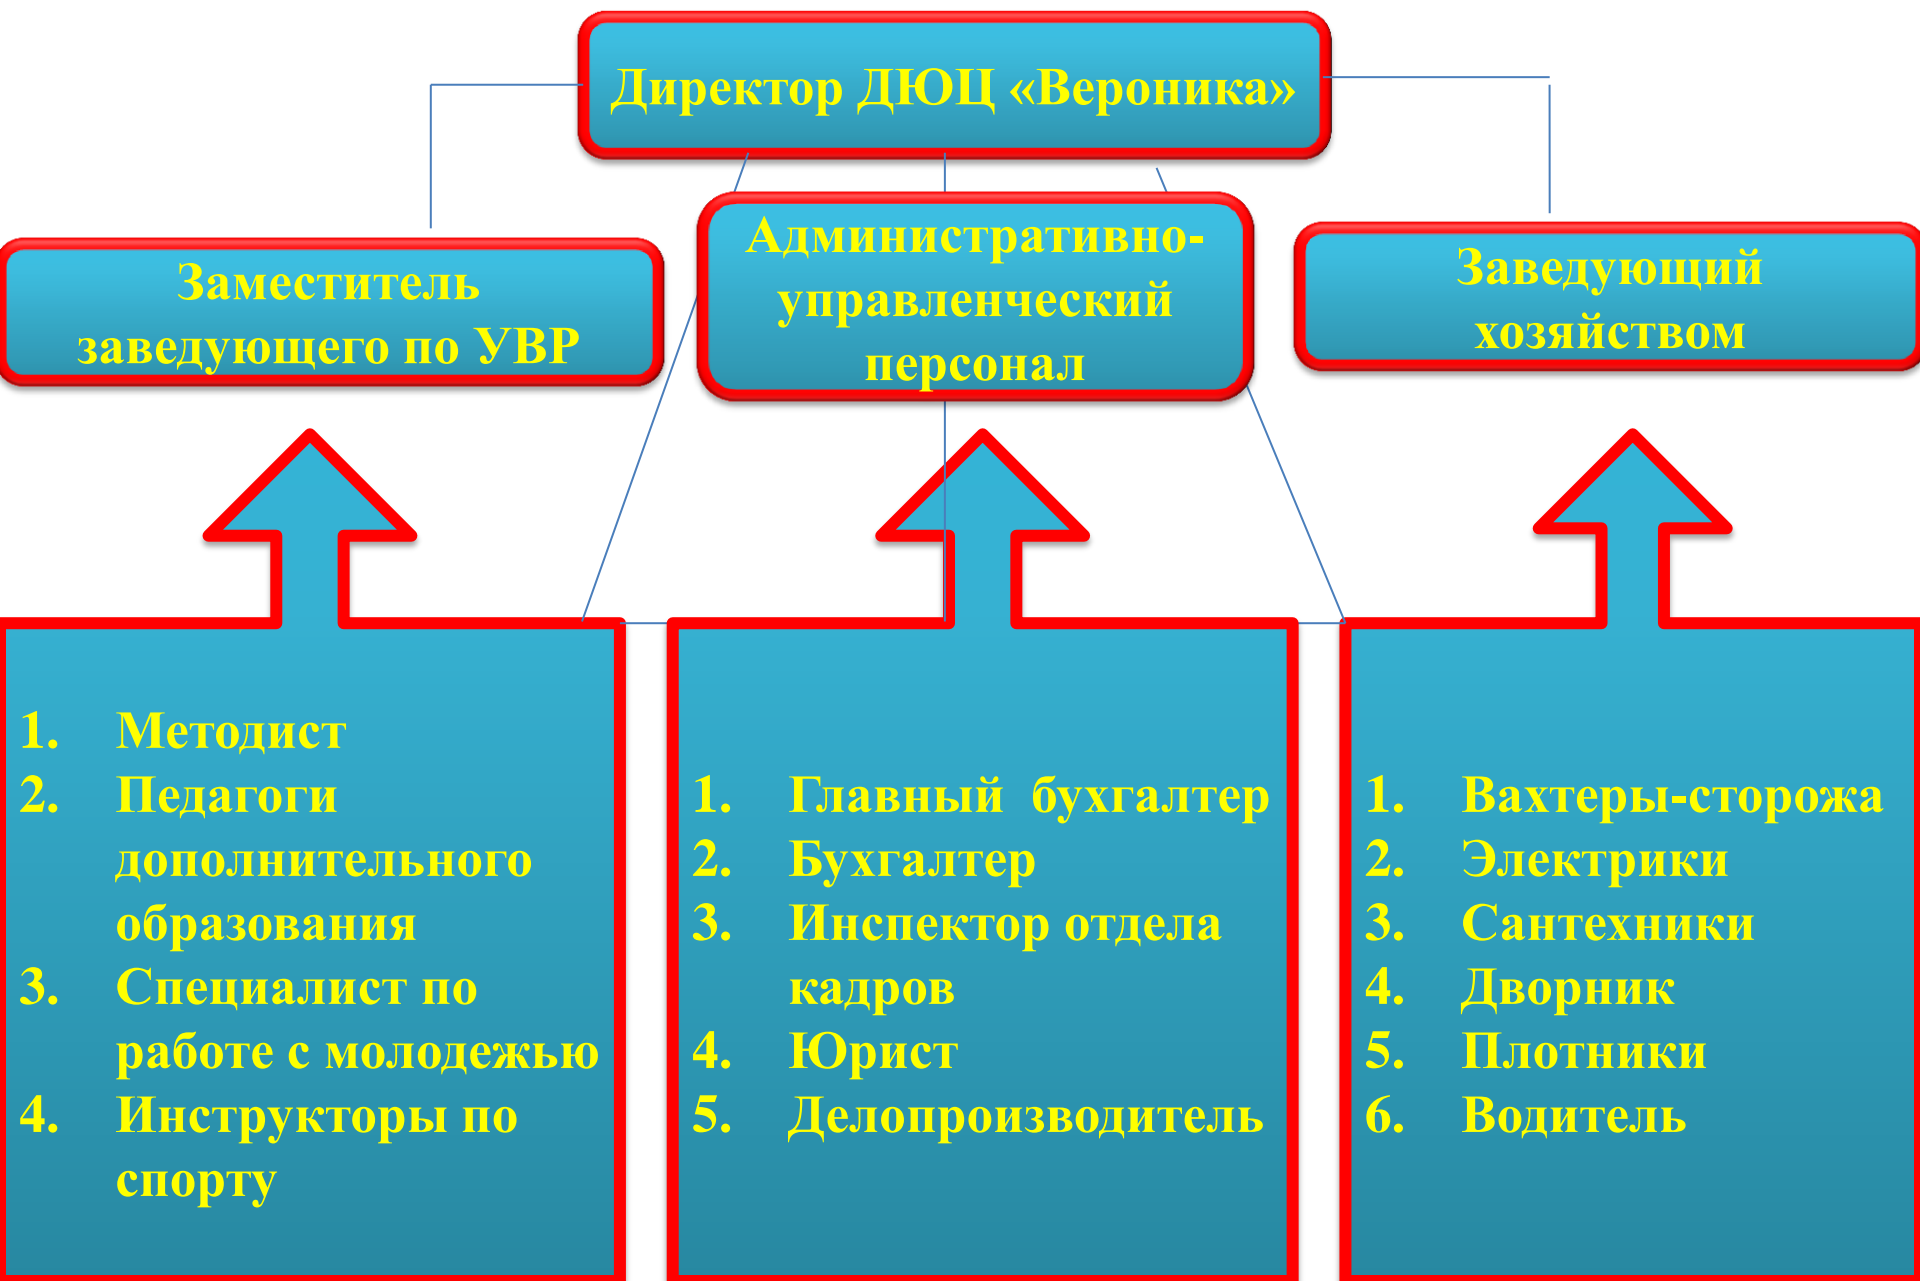 Директор ДЮЦ «Вероника»
Заместитель
заведующего по УВР
Административно-
управленческий
персонал
Заведующий
хозяйством
1. Методист
2. Педагоги
дополнительного
образования
3. Специалист по
работе с молодежью
4. Инструкторы по
спорту
1. Главный бухгалтер
2. Бухгалтер
3. Инспектор отдела
кадров
4. Юрист
5. Делопроизводитель
1. Вахтеры-сторожа
2. Электрики
3. Сантехники
4. Дворник
5. Плотники
6. Водитель